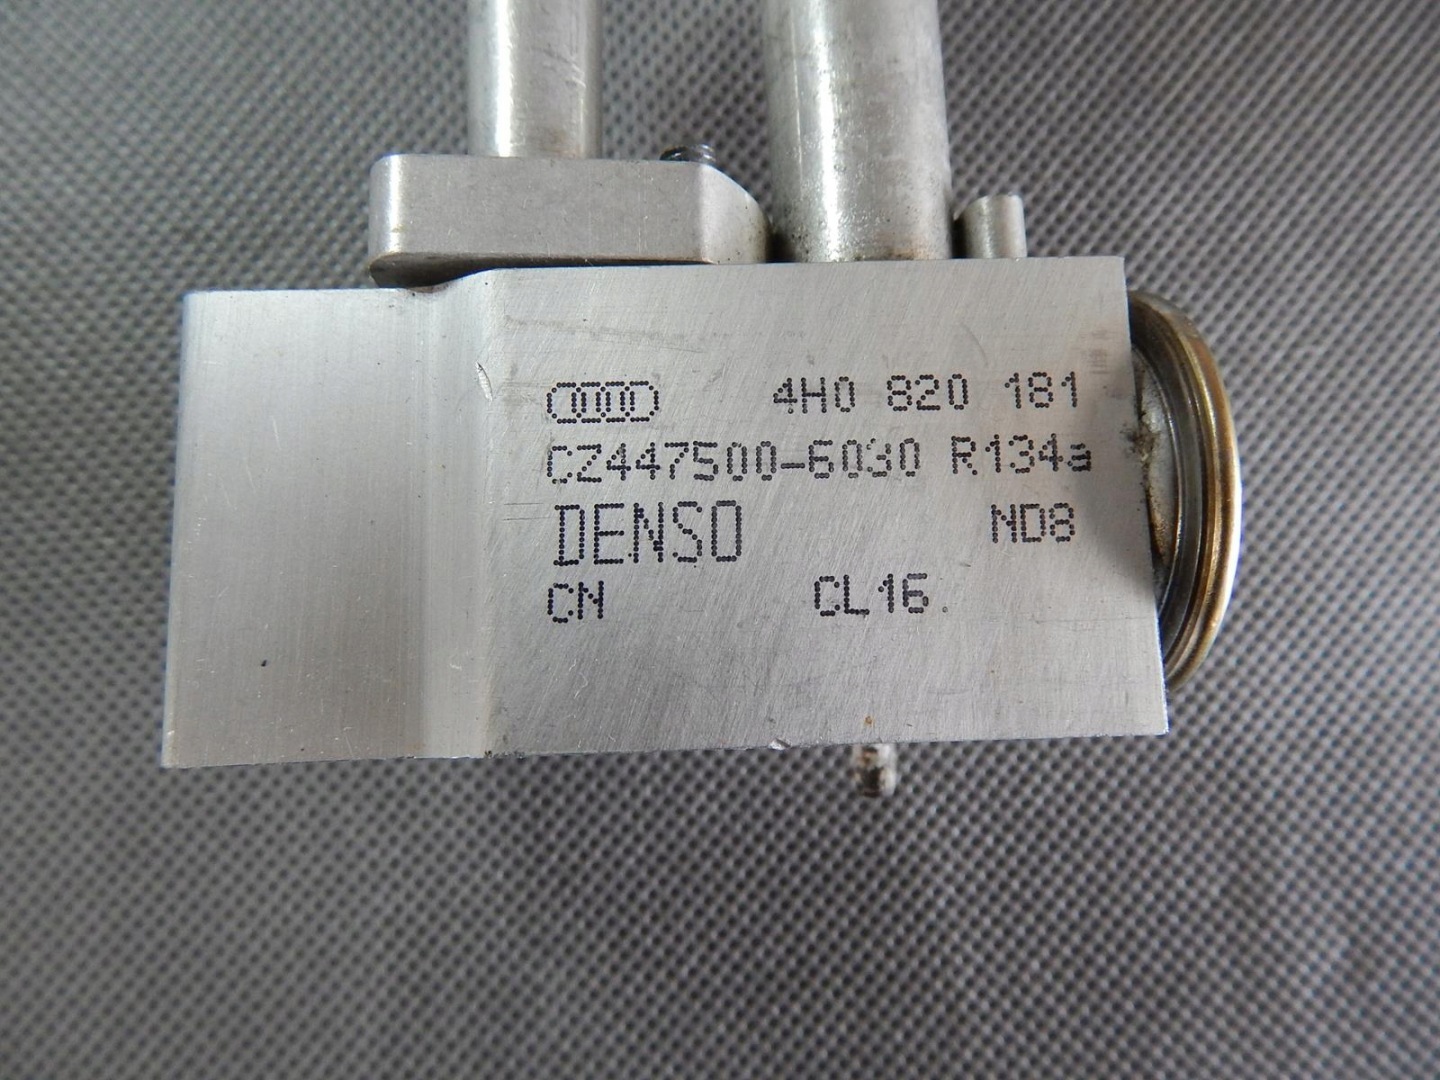 4H0 820 181
CZ447500-6030 R134a
DENSO ND8
CN CL16